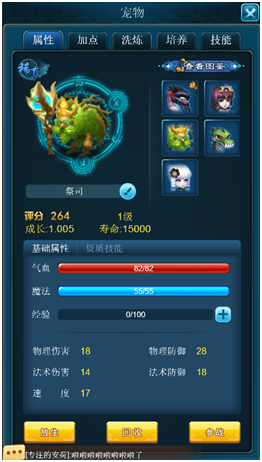 宠物
属性 加点 洗炼 培养 技能
稀有
查看图鉴
祭司
评分 264 1级
成长:1.005 寿命:15000
基础属性 资质技能
气血 82/82
魔法 55/55
经验 0/100
物理伤害 18 物理防御 28
法术伤害 14 法术防御 18
速 度 17
放生 回收 参战
[专注的安荷]:啦啦啦啦啦啦啦啦了